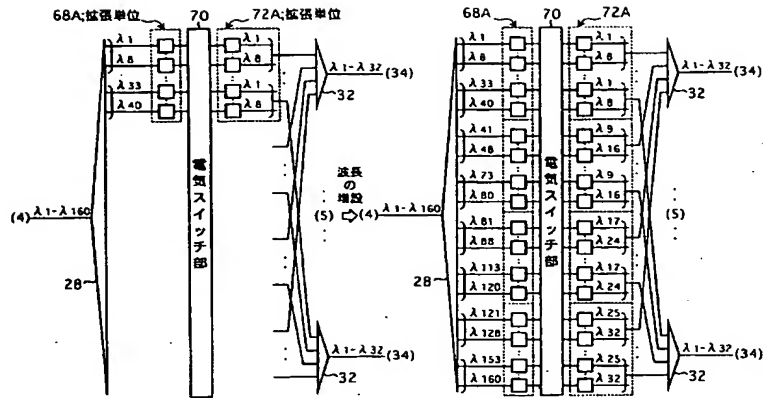 68A;拡張単位
70
72A;拡張単位
λ1
λ8
λ33
λ40
λ1
λ8
λ1
λ8
電気スイッチ部
(4)
λ1-λ160
28
λ1-λ32
(34)
32
(5)
λ1-λ32
(34)
32
波長の増設
68A
70
72A
(4)
λ1-λ160
28
λ1
λ8
λ33
λ40
λ41
λ48
λ73
λ80
λ81
λ88
λ113
λ120
λ121
λ128
λ153
λ160
電気スイッチ部
λ1
λ8
λ1
λ8
λ9
λ16
λ9
λ16
λ17
λ24
λ17
λ24
λ25
λ32
λ25
λ32
λ1-λ32
(34)
32
(5)
λ1-λ32
(34)
32